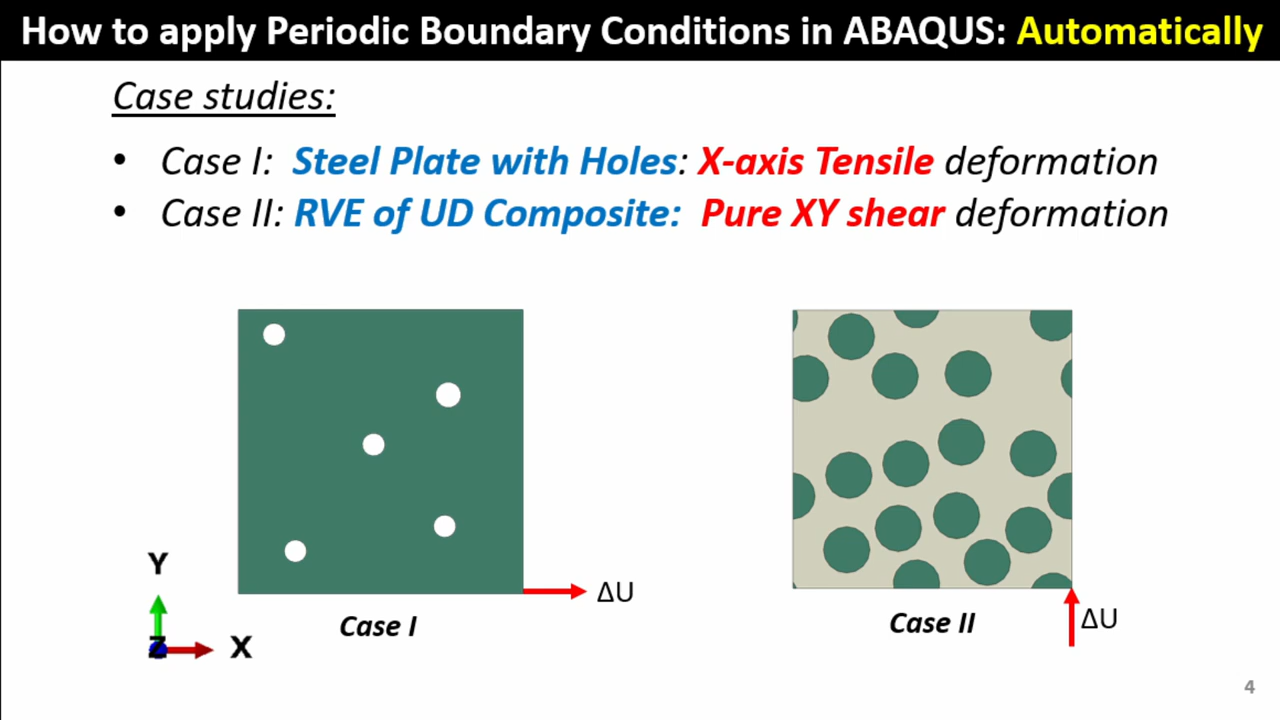 How to apply Periodic Boundary Conditions in ABAQUS: Automatically
Case studies:
• Case I: Steel Plate with Holes: X-axis Tensile deformation
• Case II: RVE of UD Composite: Pure XY shear deformation
Y
Z
X
ΔU
Case I
ΔU
Case II
4